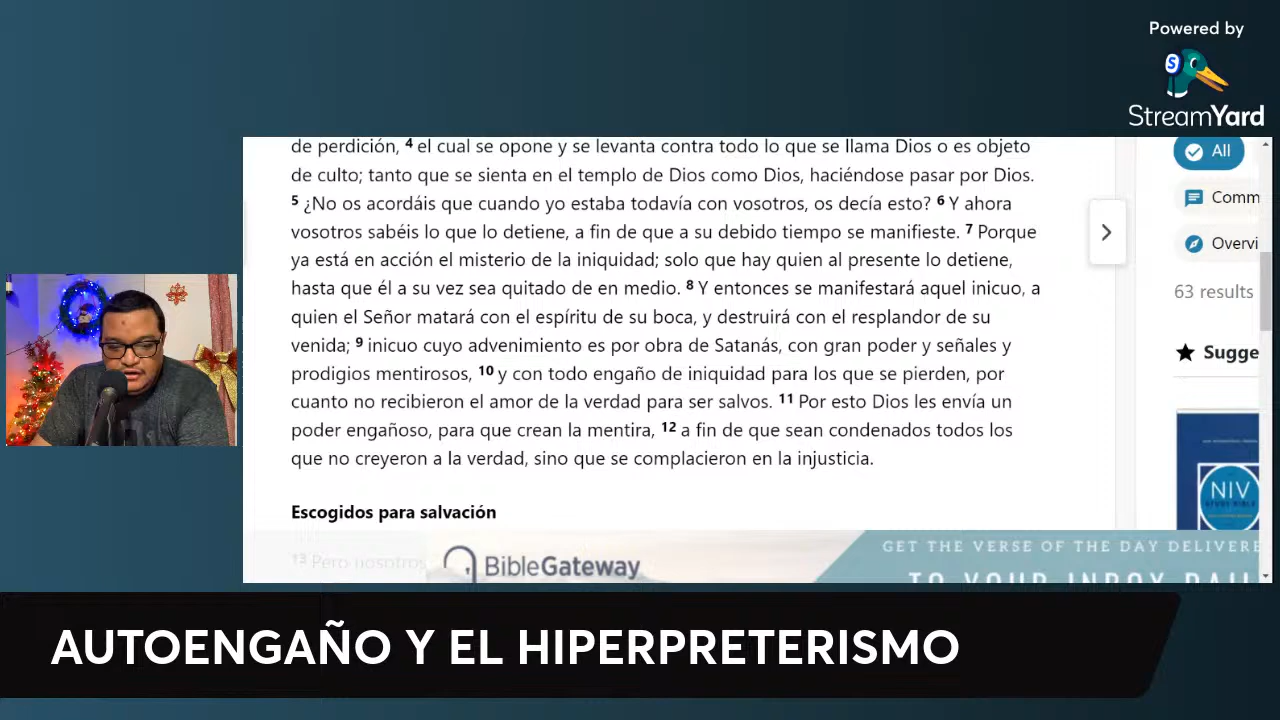 Powered by
StreamYard
de perdición, 4 el cual se opone y se levanta contra todo lo que se llama Dios o es objeto
de culto; tanto que se sienta en el templo de Dios como Dios, haciéndose pasar por Dios.
5 ¿No os acordáis que cuando yo estaba todavía con vosotros, os decía esto? 6 Y ahora
vosotros sabéis lo que lo detiene, a fin de que a su debido tiempo se manifieste. 7 Porque
ya está en acción el misterio de la iniquidad; solo que hay quien al presente lo detiene,
hasta que él a su vez sea quitado de en medio. 8 Y entonces se manifestará aquel inicuo, a
quien el Señor matará con el espíritu de su boca, y destruirá con el resplandor de su
venida; 9 inicuo cuyo advenimiento es por obra de Satanás, con gran poder y señales y
prodigios mentirosos, 10 y con todo engaño de iniquidad para los que se pierden, por
cuanto no recibieron el amor de la verdad para ser salvos. 11 Por esto Dios les envía un
poder engañoso, para que crean la mentira, 12 a fin de que sean condenados todos los
que no creyeron a la verdad, sino que se complacieron en la injusticia.
Escogidos para salvación
13 Pero nosotros
All
Comm
Overvi
63 results
Sugge
NIV
STUDY BIBLE
BibleGateway
GET THE VERSE OF THE DAY DELIVERE
TO YOUR INBOX DAIL
AUTOENGAÑO Y EL HIPERPRETERISMO